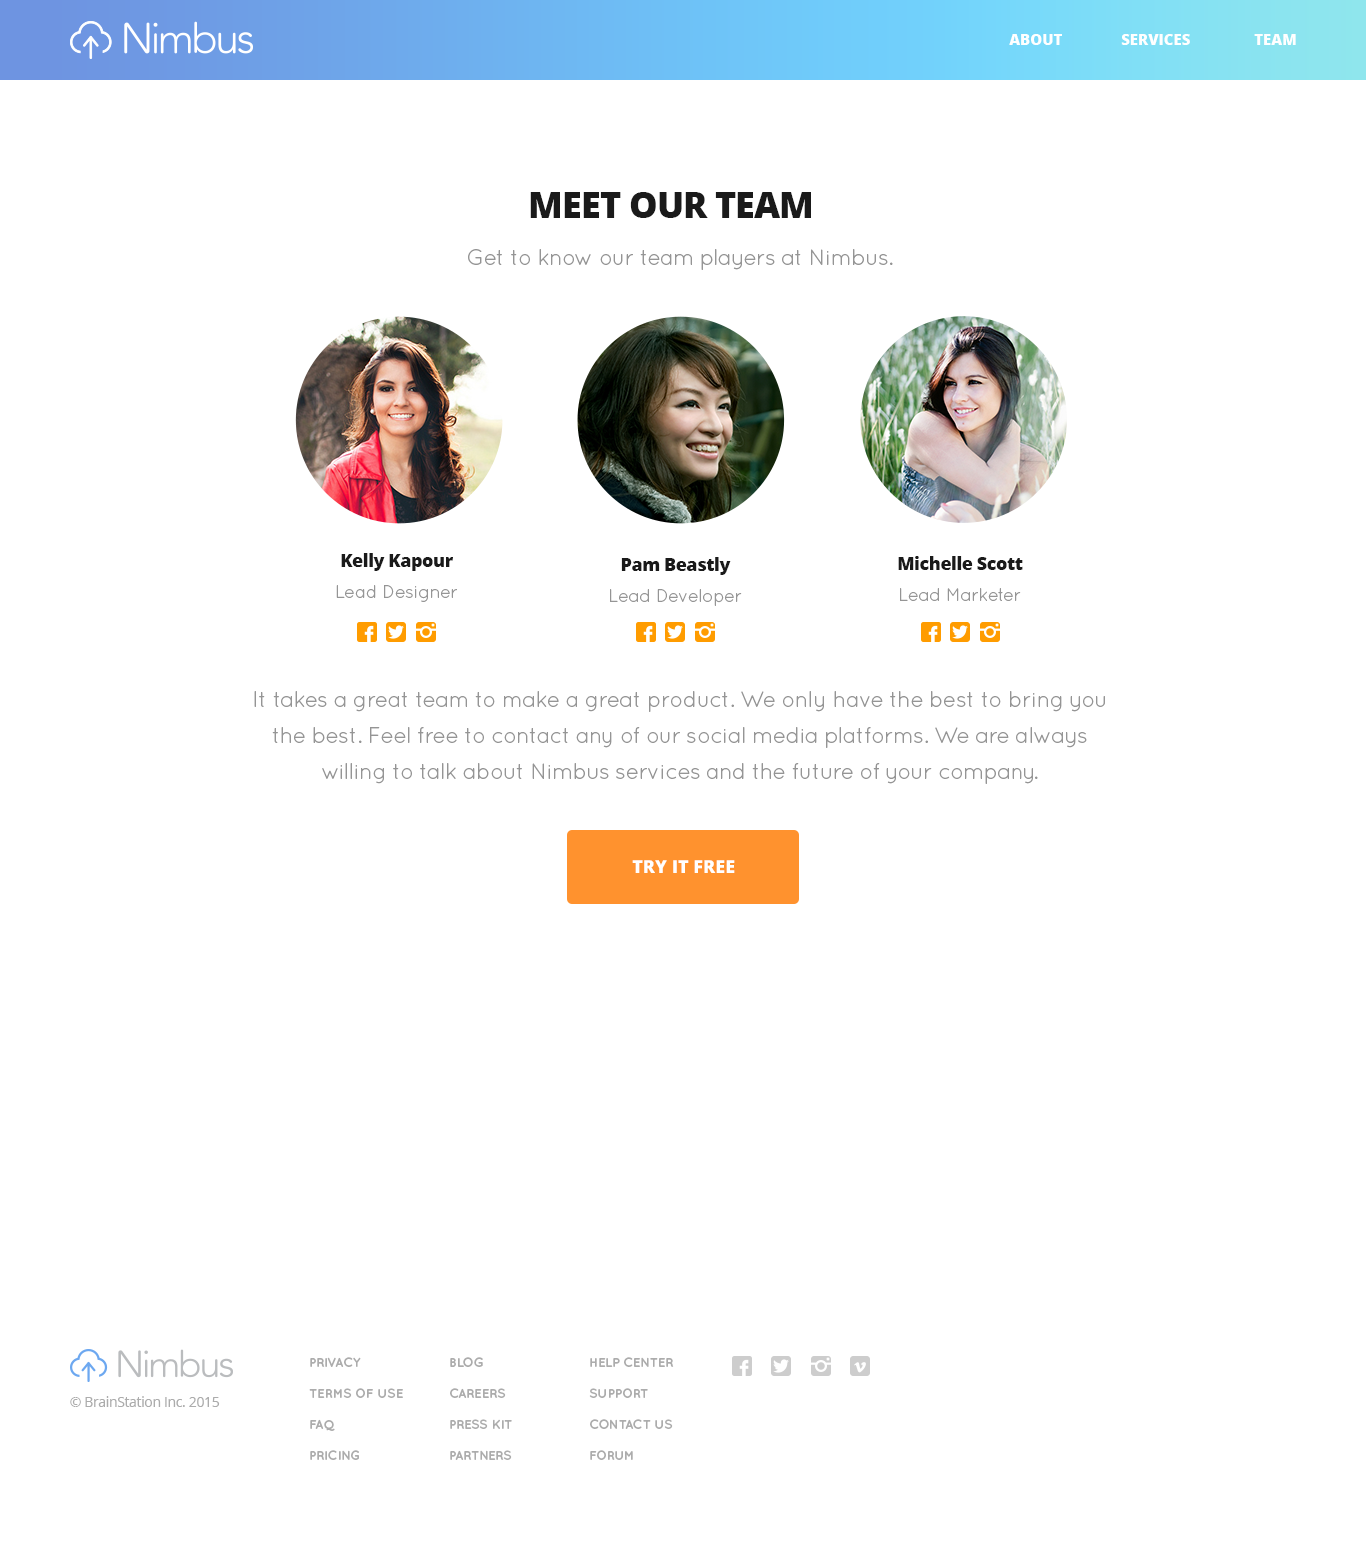 Nimbus
ABOUT SERVICES TEAM
MEET OUR TEAM
Get to know our team players at Nimbus.
Kelly Kapour
Lead Designer
Pam Beastly
Lead Developer
Michelle Scott
Lead Marketer
It takes a great team to make a great product. We only have the best to bring you
the best. Feel free to contact any of our social media platforms. We are always
willing to talk about Nimbus services and the future of your company.
TRY IT FREE
Nimbus
© BrainStation Inc. 2015
PRIVACY
TERMS OF USE
FAQ
PRICING
BLOG
CAREERS
PRESS KIT
PARTNERS
HELP CENTER
SUPPORT
CONTACT US
FORUM